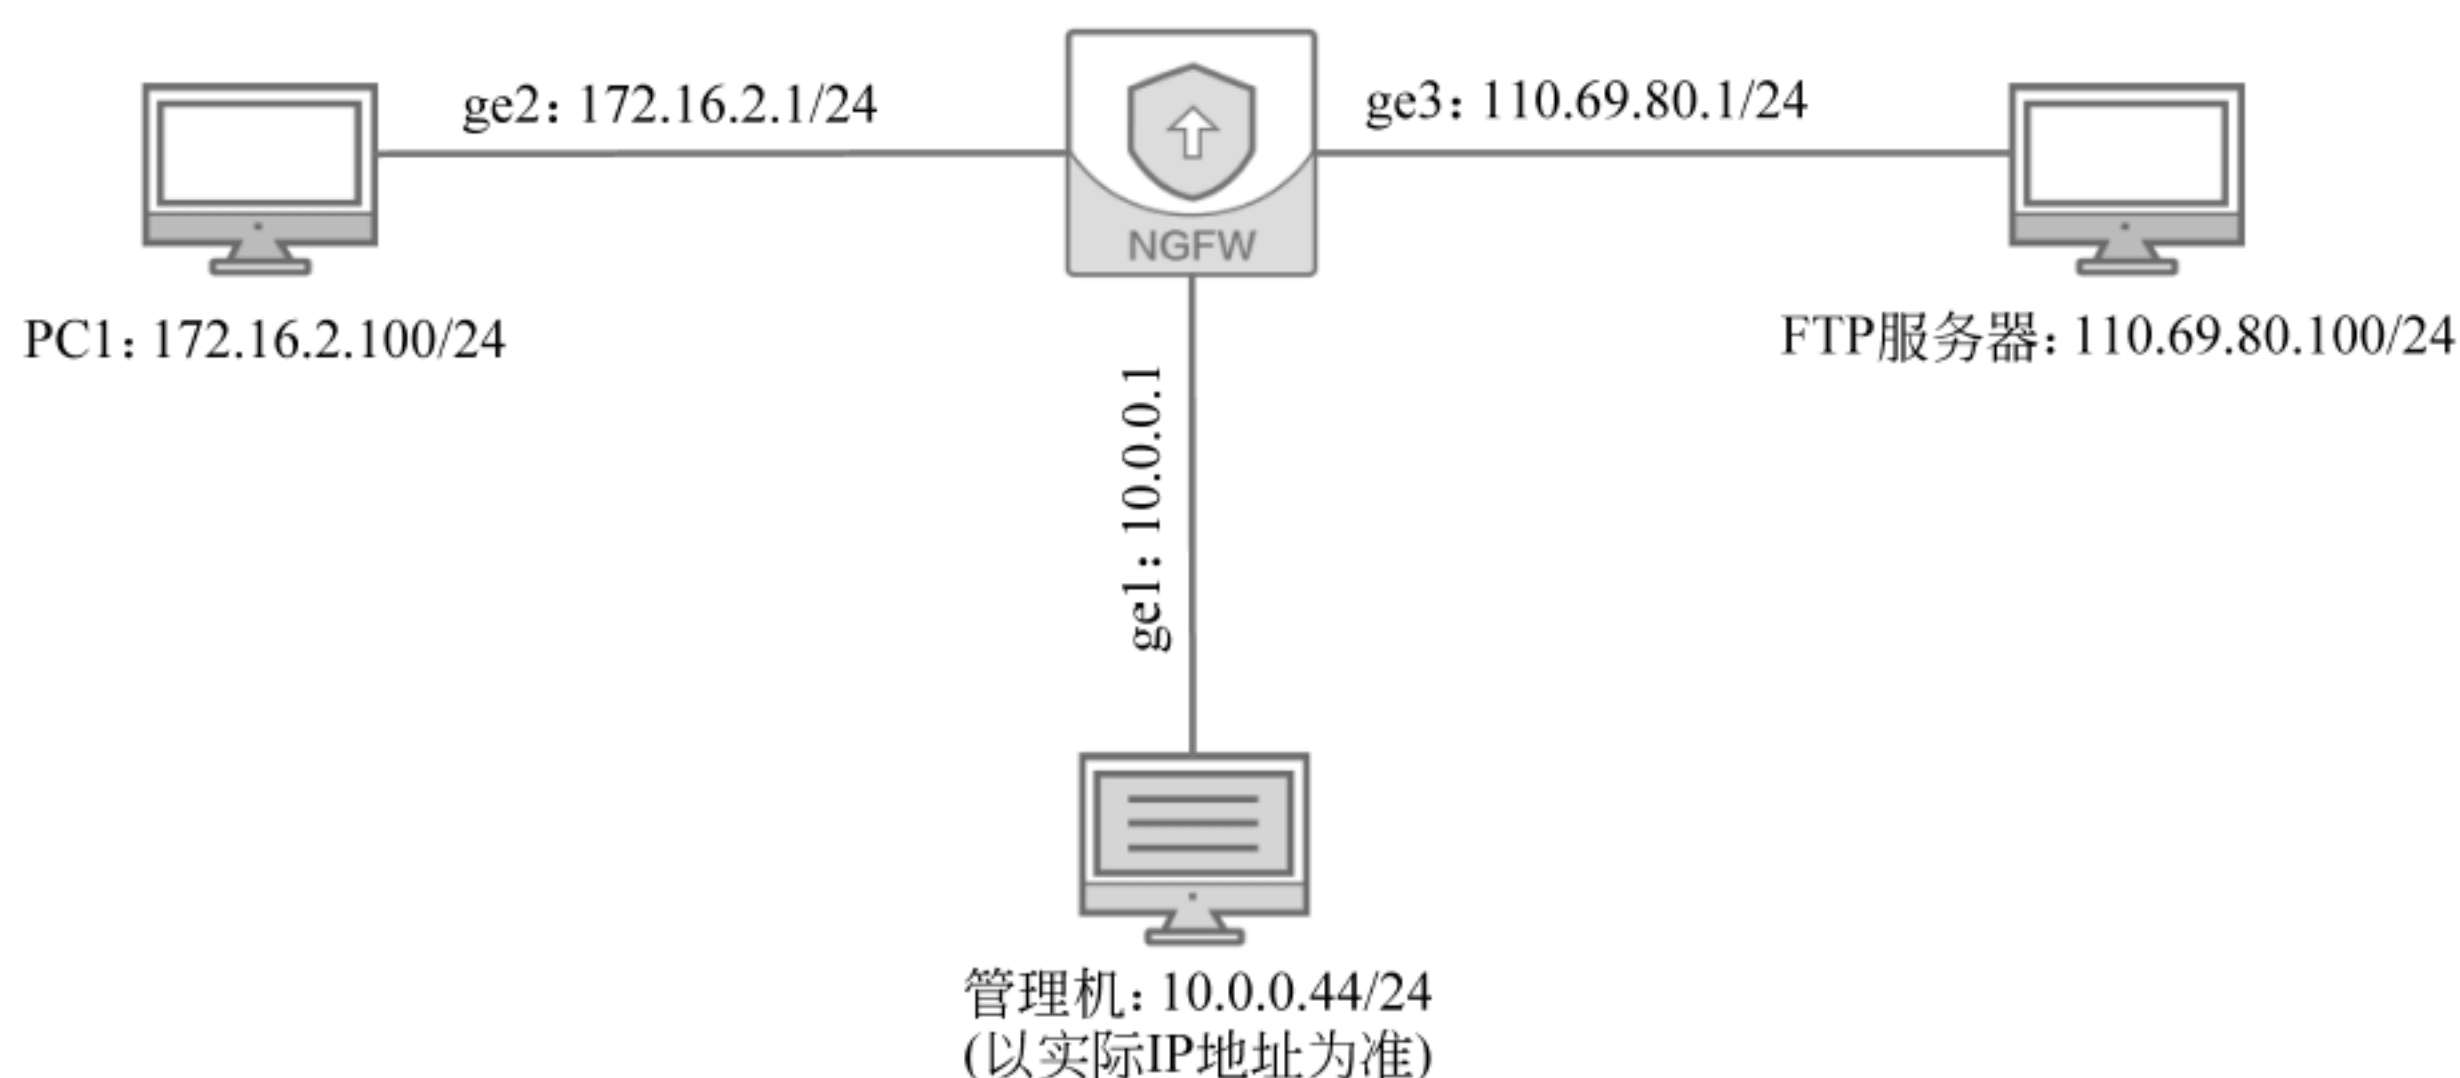 ge2：172.16.2.1/24
ge3：110.69.80.1/24
NGFW
PC1：172.16.2.100/24
FTP服务器：110.69.80.100/24
ge1：10.0.0.1
管理机：10.0.0.44/24
(以实际IP地址为准)